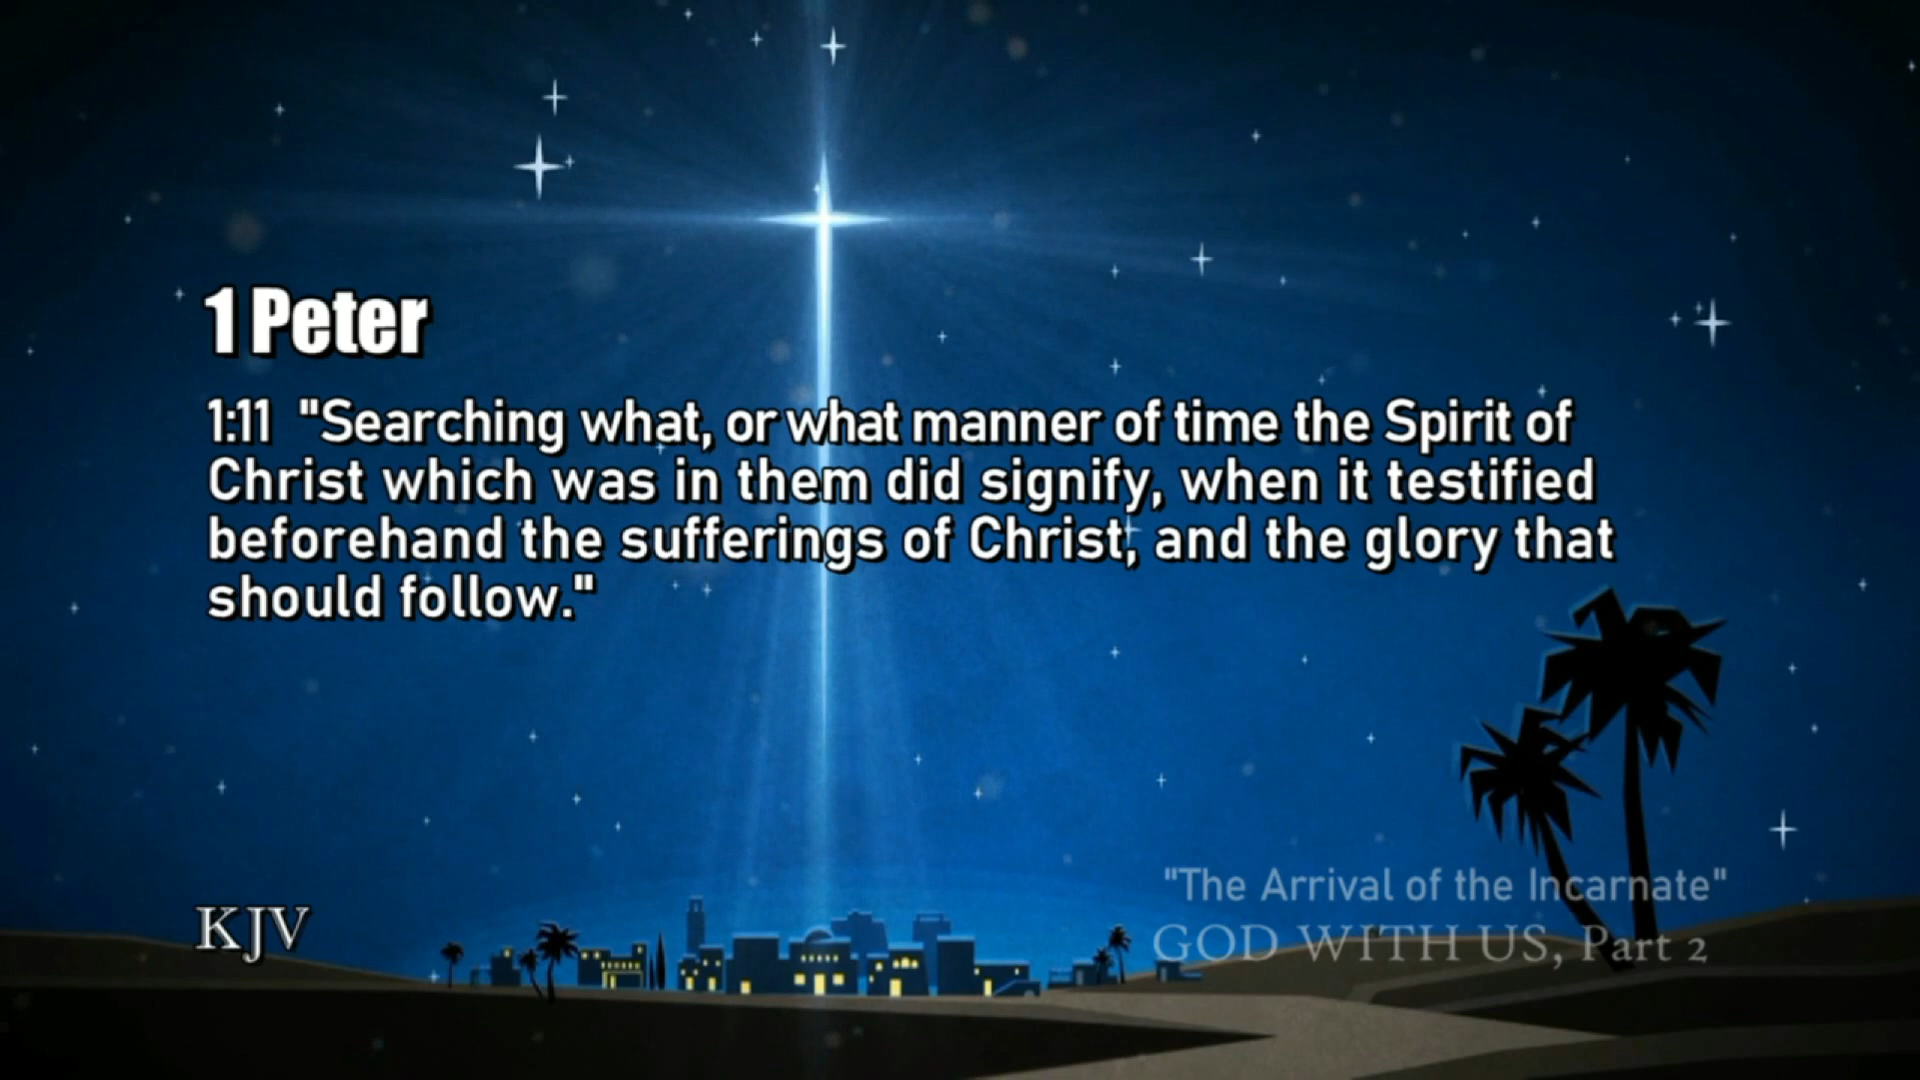 1 Peter
1:11 "Searching what, or what manner of time the Spirit of
Christ which was in them did signify, when it testified
beforehand the sufferings of Christ, and the glory that
should follow."
"The Arrival of the Incarnate"
KJV
GOD WITH US, Part 2